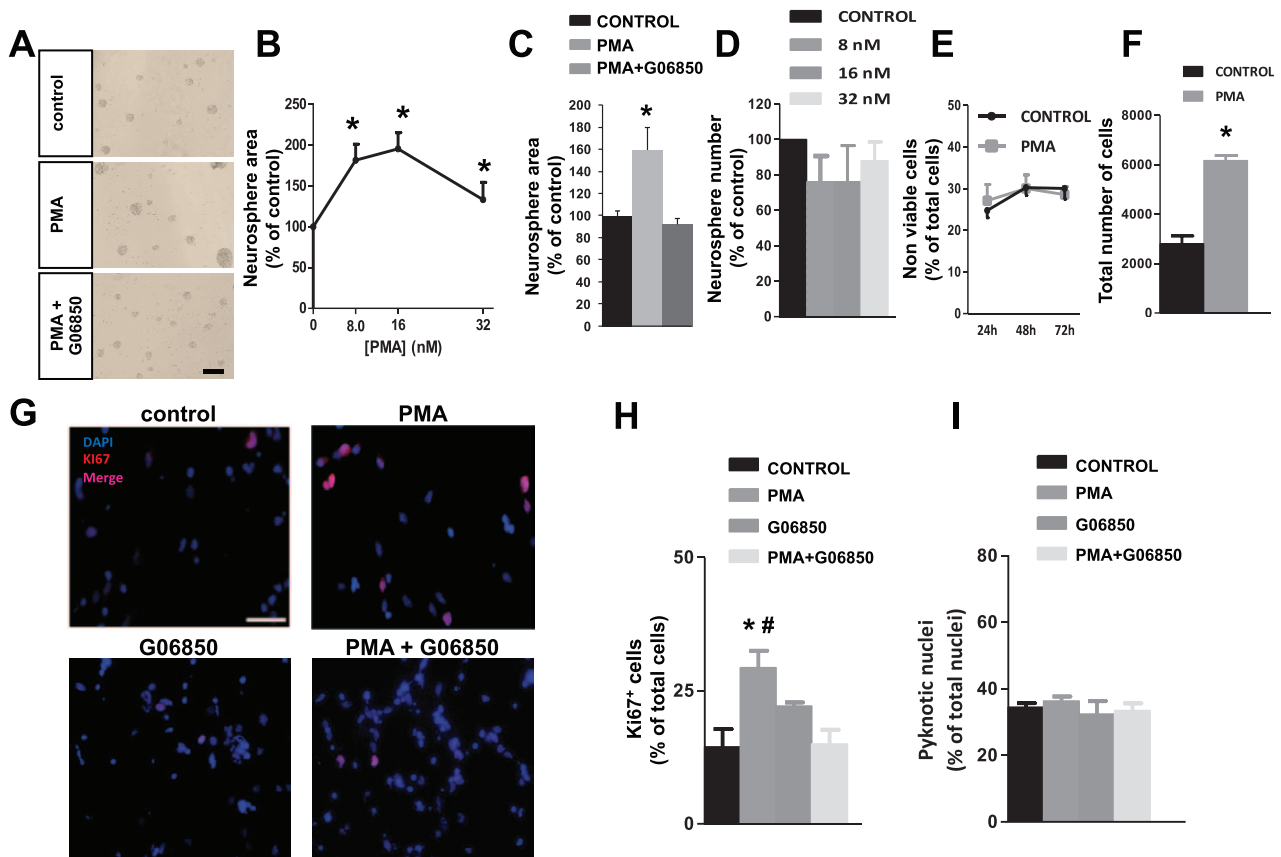 A
control
PMA
PMA +
G06850
B
Neurosphere area
(% of control)
250
200
150
100
50
0
*
*
*
0
8.0
16
32
[PMA] (nM)
C
CONTROL
PMA
PMA+G06850
Neurosphere area
(% of control)
200
180
160
140
120
100
80
60
40
20
0
*
D
CONTROL
8 nM
16 nM
32 nM
Neurosphere number
(% of control)
120
100
80
60
40
20
0
E
Non viable cells
(% of total cells)
50
40
30
20
10
0
CONTROL
PMA
24h
48h
72h
F
CONTROL
PMA
Total number of cells
8000
6000
4000
2000
0
*
G
control
PMA
DAPI
KI67
Merge
G06850
PMA + G06850
H
CONTROL
PMA
G06850
PMA+G06850
Ki67⁺ cells
(% of total cells)
50
25
0
* #
I
CONTROL
PMA
G06850
PMA+G06850
Pyknotic nuclei
(% of total nuclei)
80
60
40
20
0